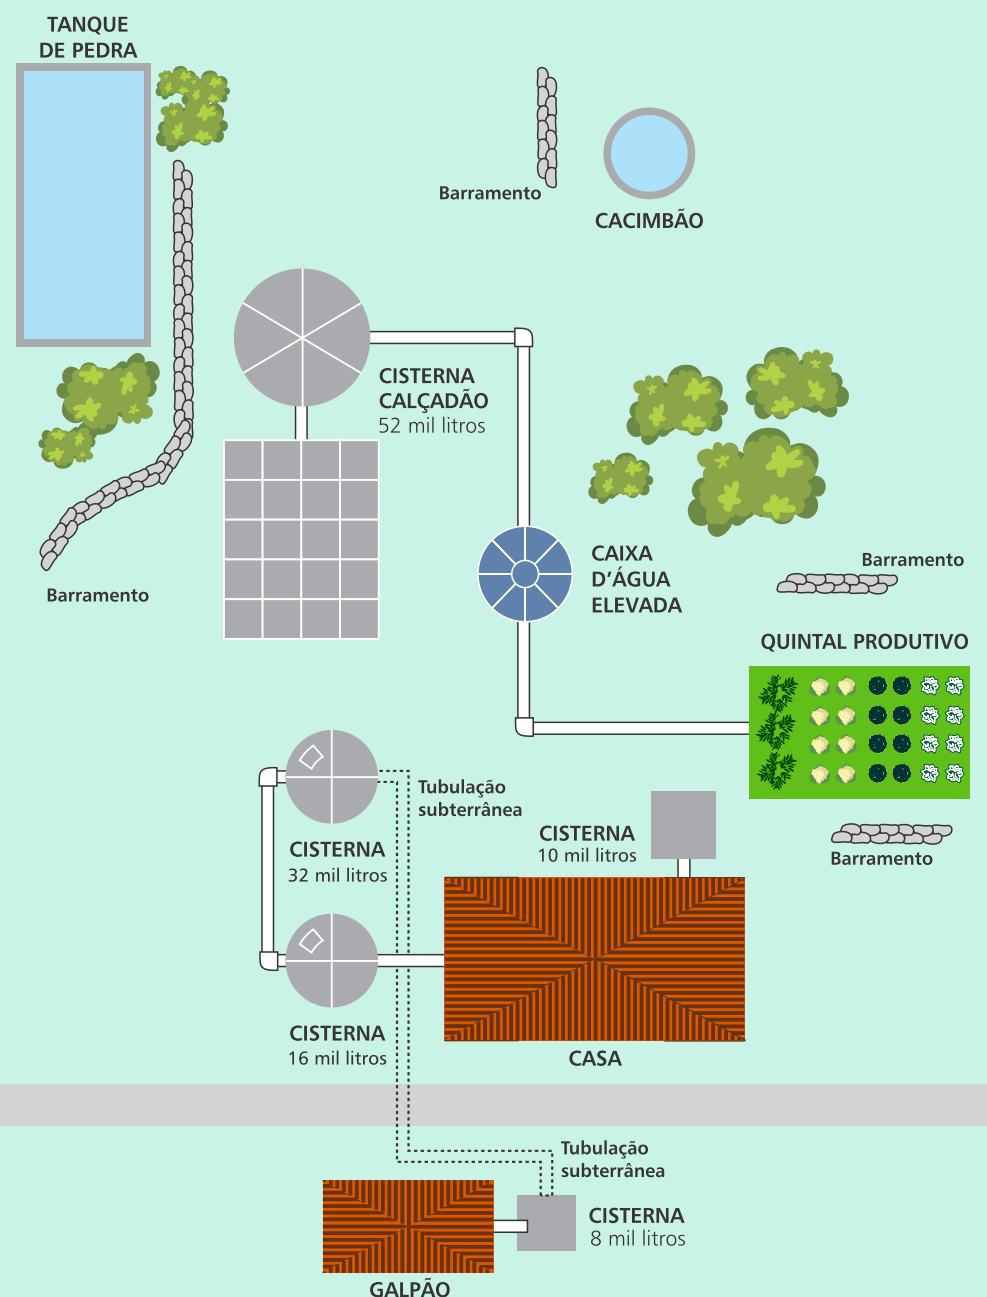 TANQUE
DE PEDRA
Barramento
CACIMBÃO
CISTERNA
CALÇADÃO
52 mil litros
CAIXA
D’ÁGUA
ELEVADA
Barramento
Barramento
QUINTAL PRODUTIVO
Tubulação
subterrânea
CISTERNA
10 mil litros
CISTERNA
32 mil litros
Barramento
CISTERNA
16 mil litros
CASA
Tubulação
subterrânea
CISTERNA
8 mil litros
GALPÃO